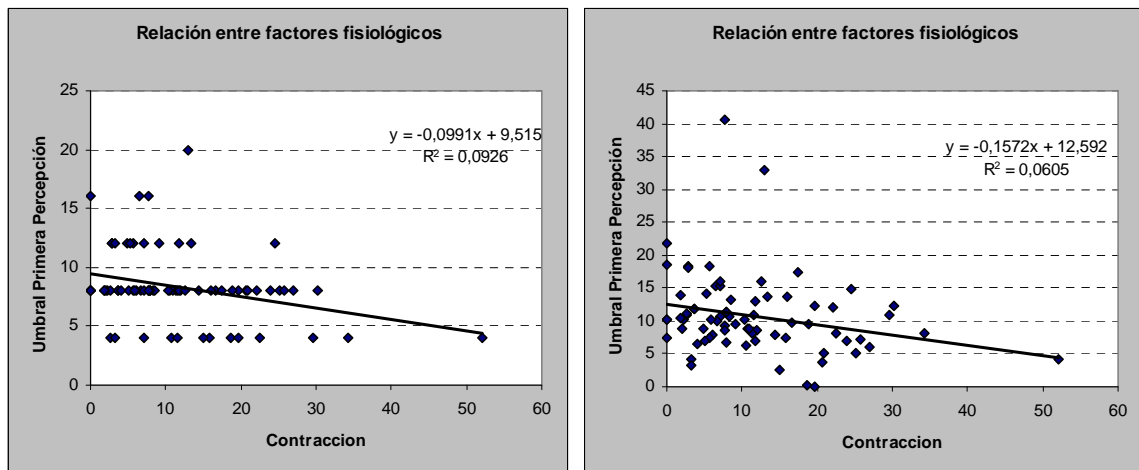 Relación entre factores fisiológicos
25
20
15
10
5
0
Umbral Primera Percepción
y = -0,0991x + 9,515
R² = 0,0926
0 10 20 30 40 50 60
Contraccion
Relación entre factores fisiológicos
45
40
35
30
25
20
15
10
5
0
Umbral Primera Percepción
y = -0,1572x + 12,592
R² = 0,0605
0 10 20 30 40 50 60
Contraccion